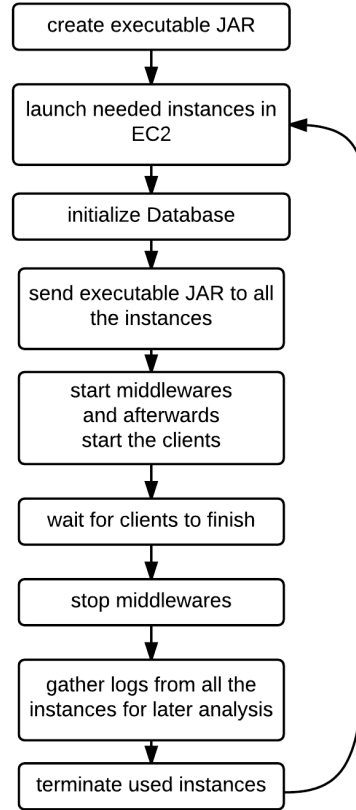 create executable JAR
launch needed instances in
EC2
initialize Database
send executable JAR to all
the instances
start middlewares
and afterwards
start the clients
wait for clients to finish
stop middlewares
gather logs from all the
instances for later analysis
terminate used instances